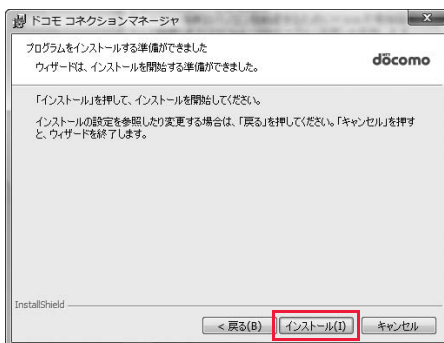 ドコモ コネクションマネージャ
プログラムをインストールする準備ができました
ウィザードは、インストールを開始する準備ができました。
döcomo
「インストール」を押して、インストールを開始してください。
インストールの設定を参照したり変更する場合は、「戻る」を押してください。「キャンセル」を押す
と、ウィザードを終了します。
InstallShield
< 戻る(B)
インストール(I)
キャンセル